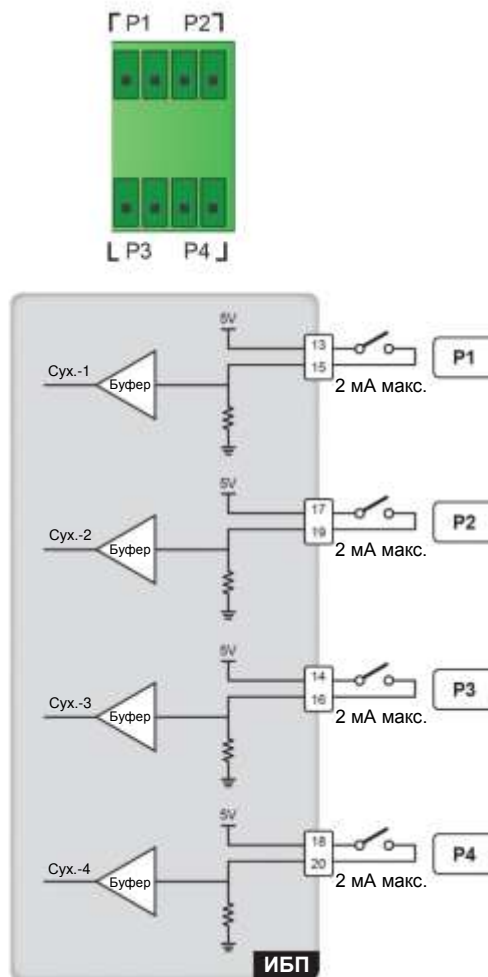 P1 P2
P3 P4
5V
13
15
Сух.-1
Буфер
2 мА макс.
P1
5V
17
19
Сух.-2
Буфер
2 мА макс.
P2
5V
14
16
Сух.-3
Буфер
2 мА макс.
P3
5V
18
20
Сух.-4
Буфер
2 мА макс.
P4
ИБП